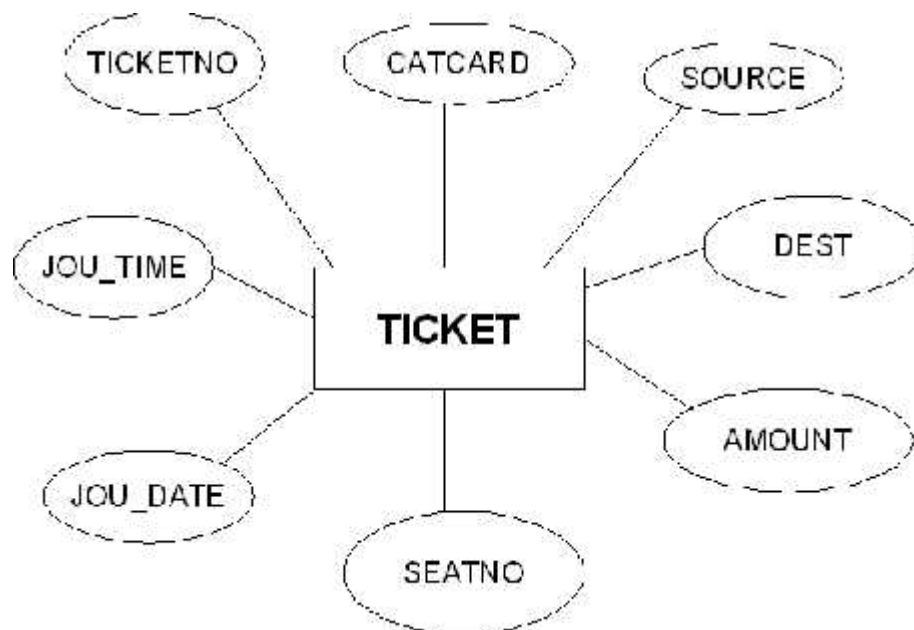 TICKETNO
CATCARD
SOURCE
JOU_TIME
DEST
TICKET
JOU_DATE
AMOUNT
SEATNO